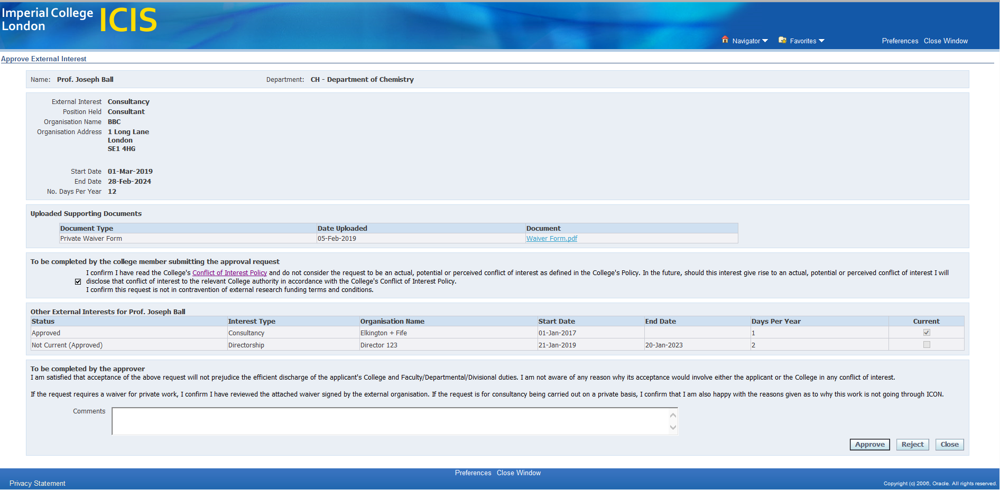 Imperial College
London
ICIS
Navigator
Favorites
Preferences Close Window
Approve External Interest
Name: Prof. Joseph Ball Department: CH - Department of Chemistry
External Interest Consultancy
Position Held Consultant
Organisation Name BBC
Organisation Address 1 Long Lane
London
SE1 4HG
Start Date 01-Mar-2019
End Date 28-Feb-2024
No. Days Per Year 12
Uploaded Supporting Documents
Document Type Date Uploaded Document
Private Waiver Form 05-Feb-2019 Waiver Form.pdf
To be completed by the college member submitting the approval request
I confirm I have read the College's Conflict of Interest Policy and do not consider the request to be an actual, potential or perceived conflict of interest as defined in the College's Policy. In the future, should this interest give rise to an actual, potential or perceived conflict of interest I will
disclose that conflict of interest to the relevant College authority in accordance with the College's Conflict of Interest Policy.
I confirm this request is not in contravention of external research funding terms and conditions.
Other External Interests for Prof. Joseph Ball
Status Interest Type Organisation Name Start Date End Date Days Per Year Current
Approved Consultancy Elkington + Fife 01-Jan-2017 1
Not Current (Approved) Directorship Director 123 21-Jan-2019 20-Jan-2023 2
To be completed by the approver
I am satisfied that acceptance of the above request will not prejudice the efficient discharge of the applicant's College and Faculty/Departmental/Divisional duties. I am not aware of any reason why its acceptance would involve either the applicant or the College in any conflict of interest.
If the request requires a waiver for private work, I confirm I have reviewed the attached waiver signed by the external organisation. If the request is for consultancy being carried out on a private basis, I confirm that I am also happy with the reasons given as to why this work is not going through ICON.
Comments
Approve Reject Close
Preferences Close Window
Privacy Statement
Copyright (c) 2006, Oracle. All rights reserved.